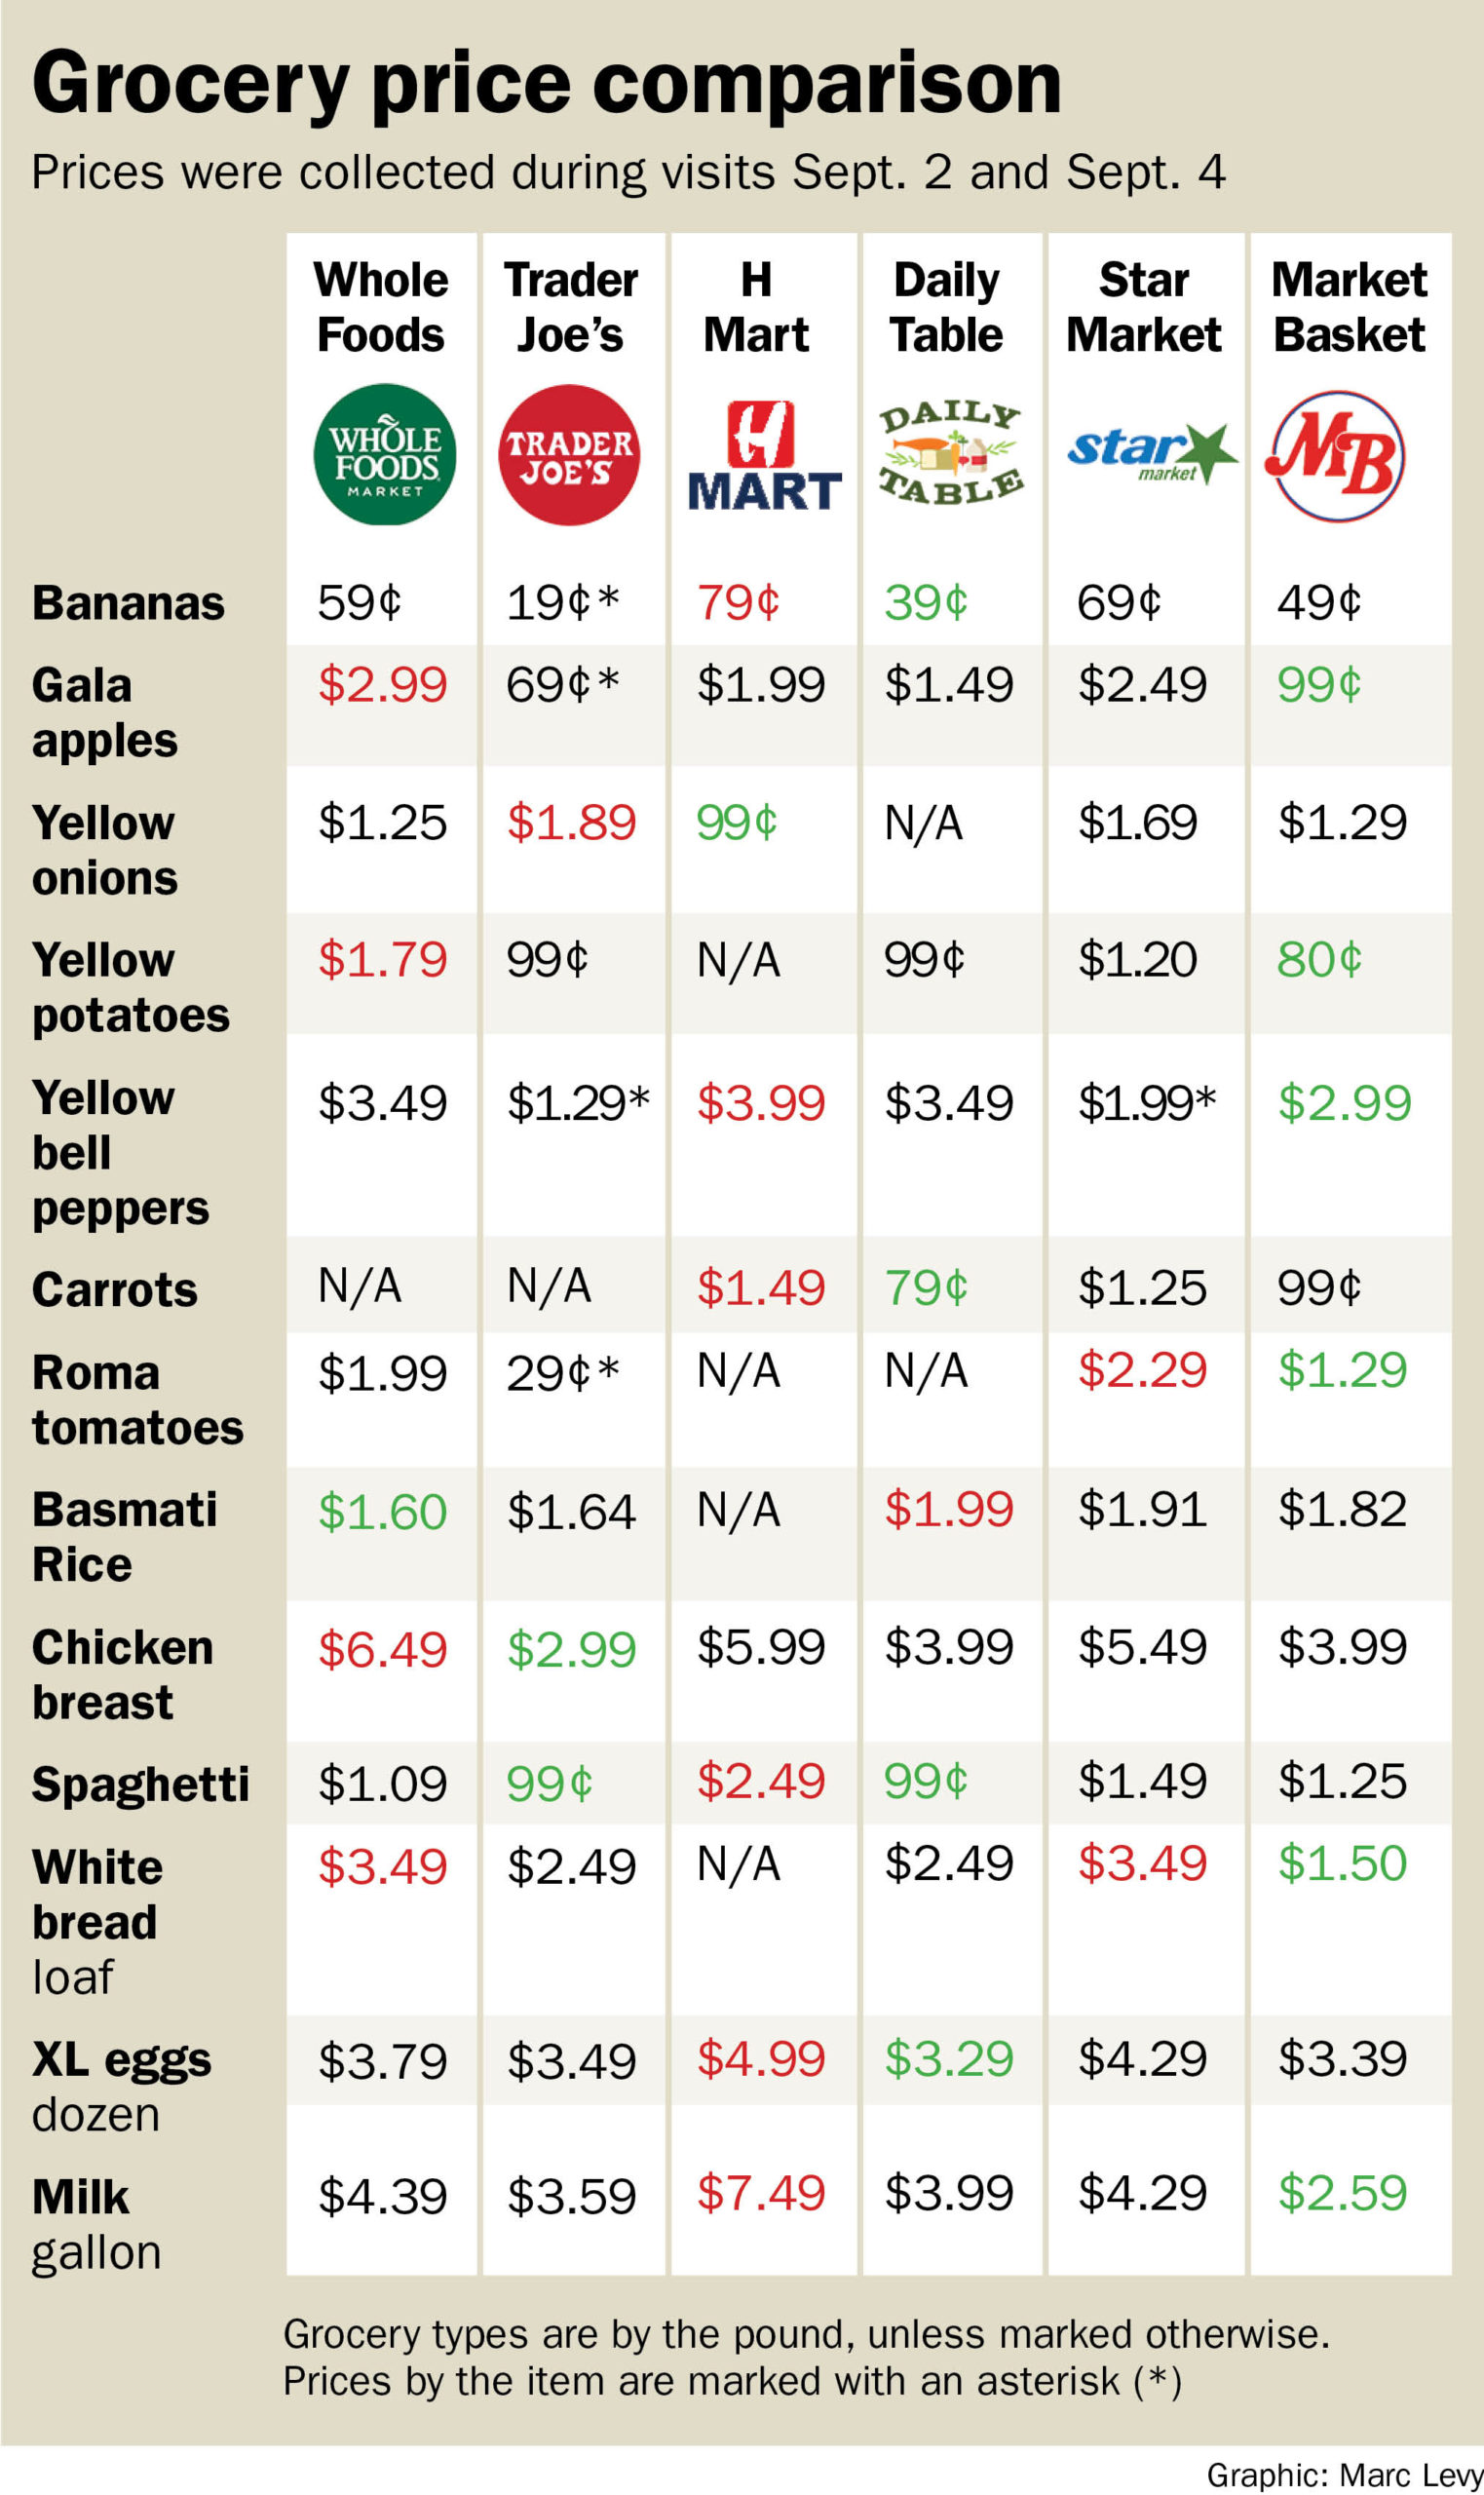 Grocery price comparison
Prices were collected during visits Sept. 2 and Sept. 4
Whole Foods
Trader Joe’s
H Mart
Daily Table
Star Market
Market Basket
WHOLE
FOODS
MARKET
TRADER
JOE’S
H
MART
DAILY
TABLE
star
market
MB
Bananas 59¢ 19¢* 79¢ 39¢ 69¢ 49¢
Gala $2.99 69¢* $1.99 $1.49 $2.49 99¢
apples
Yellow $1.25 $1.89 99¢ N/A $1.69 $1.29
onions
Yellow $1.79 99¢ N/A 99¢ $1.20 80¢
potatoes
Yellow $3.49 $1.29* $3.99 $3.49 $1.99* $2.99
bell
peppers
Carrots N/A N/A $1.49 79¢ $1.25 99¢
Roma $1.99 29¢* N/A N/A $2.29 $1.29
tomatoes
Basmati $1.60 $1.64 N/A $1.99 $1.91 $1.82
Rice
Chicken $6.49 $2.99 $5.99 $3.99 $5.49 $3.99
breast
Spaghetti $1.09 99¢ $2.49 99¢ $1.49 $1.25
White $3.49 $2.49 N/A $2.49 $3.49 $1.50
bread
loaf
XL eggs $3.79 $3.49 $4.99 $3.29 $4.29 $3.39
dozen
Milk $4.39 $3.59 $7.49 $3.99 $4.29 $2.59
gallon
Grocery types are by the pound, unless marked otherwise.
Prices by the item are marked with an asterisk (*)
Graphic: Marc Levy